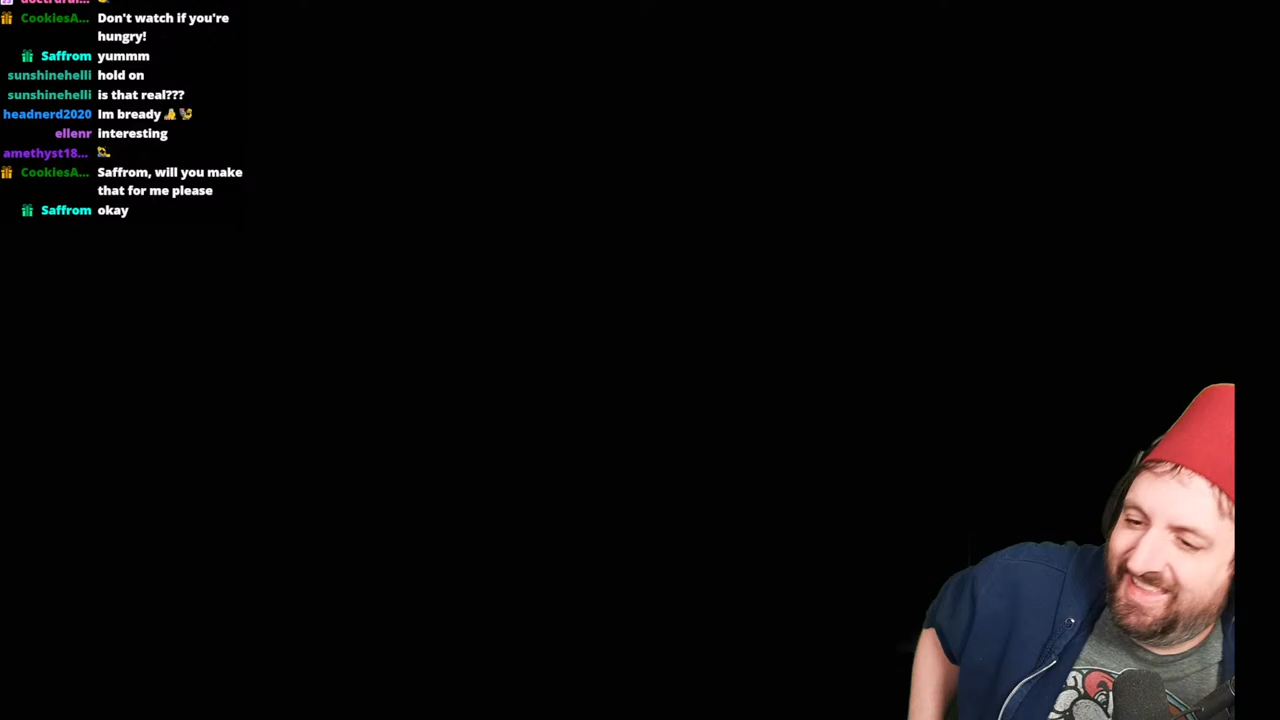 CookiesA... Don't watch if you're
hungry!
Saffrom yummm
sunshinehelli hold on
sunshinehelli is that real???
headnerd2020 Im bready
ellenr interesting
amethyst18...
CookiesA... Saffrom, will you make
that for me please
Saffrom okay